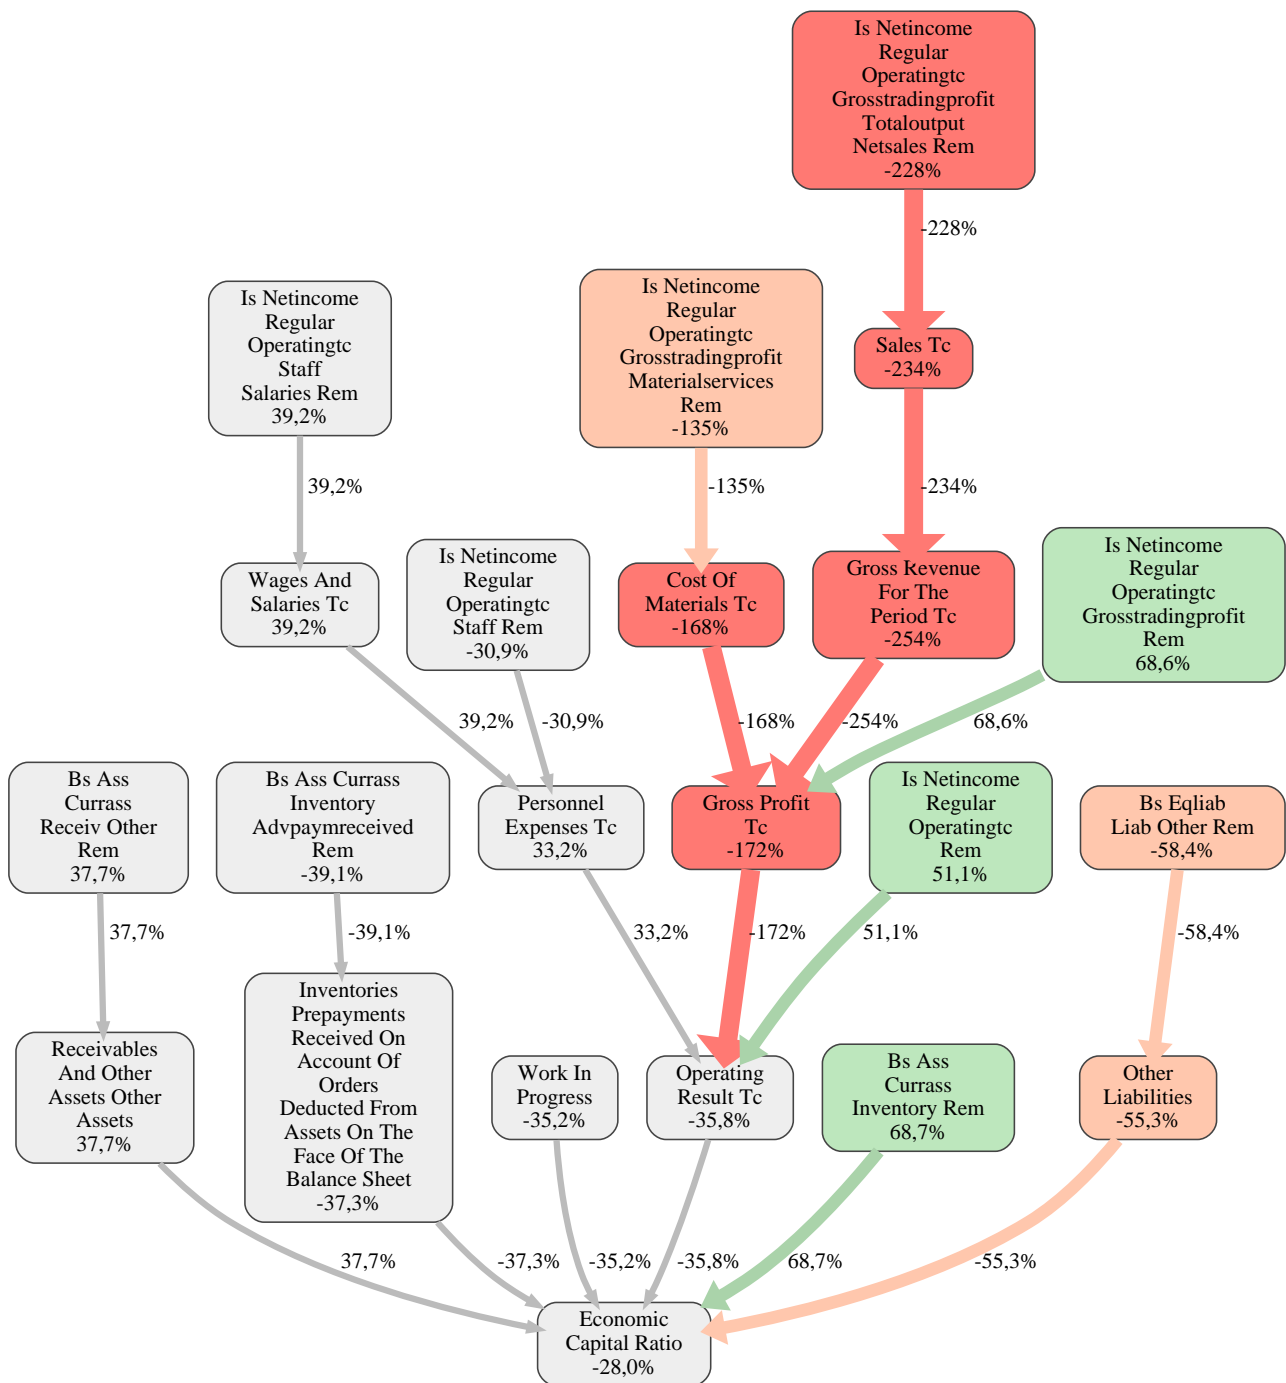 Is Netincome
Regular
Operatingtc
Grosstradingprofit
Totaloutput
Netsales Rem
-228%
-228%
Is Netincome
Regular
Operatingtc
Staff
Salaries Rem
39,2%
Is Netincome
Regular
Operatingtc
Grosstradingprofit
Materialservices
Rem
-135%
Sales Tc
-234%
39,2%
-135%
-234%
Wages And
Salaries Tc
39,2%
Is Netincome
Regular
Operatingtc
Staff Rem
-30,9%
Cost Of
Materials Tc
-168%
Gross Revenue
For The
Period Tc
-254%
Is Netincome
Regular
Operatingtc
Grosstradingprofit
Rem
68,6%
39,2%
-30,9%
-168%
-254%
68,6%
Bs Ass
Currass
Receiv Other
Rem
37,7%
Bs Ass Currass
Inventory
Advpaymreceived
Rem
-39,1%
Personnel
Expenses Tc
33,2%
Gross Profit
Tc
-172%
Is Netincome
Regular
Operatingtc
Rem
51,1%
Bs Eqliab
Liab Other Rem
-58,4%
37,7%
-39,1%
33,2%
-172%
51,1%
-58,4%
Receivables
And Other
Assets Other
Assets
37,7%
Inventories
Prepayments
Received On
Account Of
Orders
Deducted From
Assets On The
Face Of The
Balance Sheet
-37,3%
Work In
Progress
-35,2%
Operating
Result Tc
-35,8%
Bs Ass
Currass
Inventory Rem
68,7%
Other
Liabilities
-55,3%
37,7%
-37,3%
-35,2%
-35,8%
68,7%
-55,3%
Economic
Capital Ratio
-28,0%